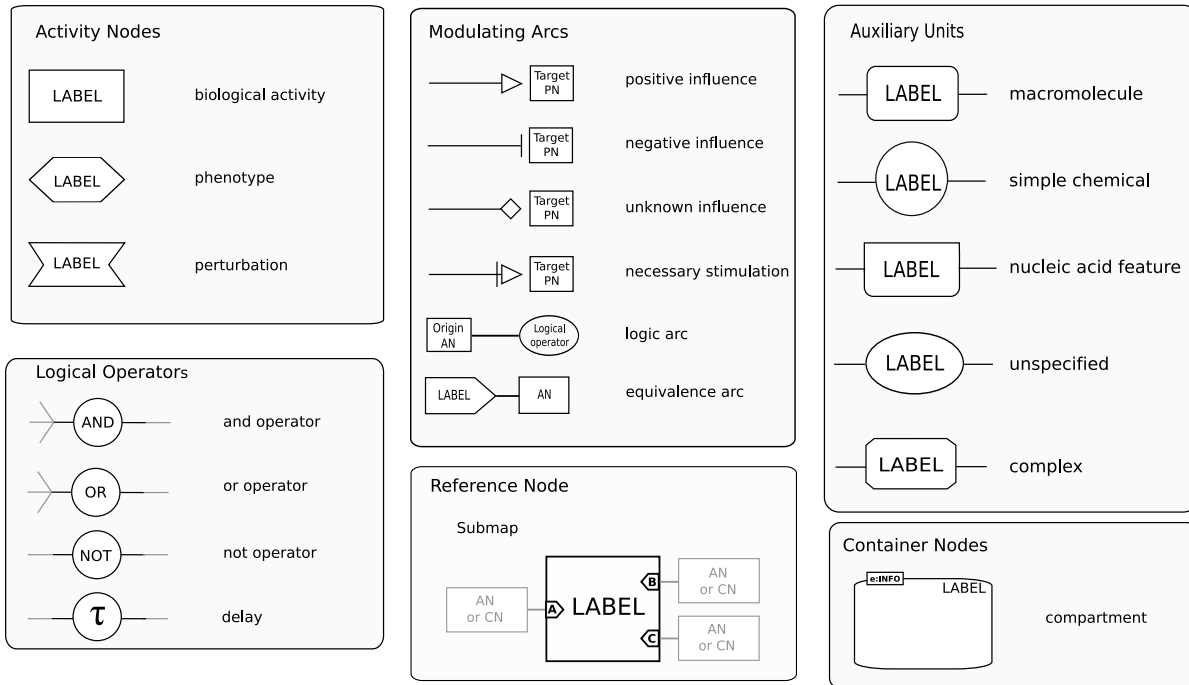 Activity Nodes
LABEL
biological activity
LABEL
phenotype
LABEL
perturbation
Logical Operators
AND
and operator
OR
or operator
NOT
not operator
τ
delay
Modulating Arcs
Target
PN
positive influence
Target
PN
negative influence
Target
PN
unknown influence
Target
PN
necessary stimulation
Origin
AN
Logical
operator
logic arc
LABEL
AN
equivalence arc
Reference Node
Submap
AN
or CN
A
LABEL
B
AN
or CN
C
AN
or CN
Auxiliary Units
LABEL
macromolecule
LABEL
simple chemical
LABEL
nucleic acid feature
LABEL
unspecified
LABEL
complex
Container Nodes
e:INFO
LABEL
compartment